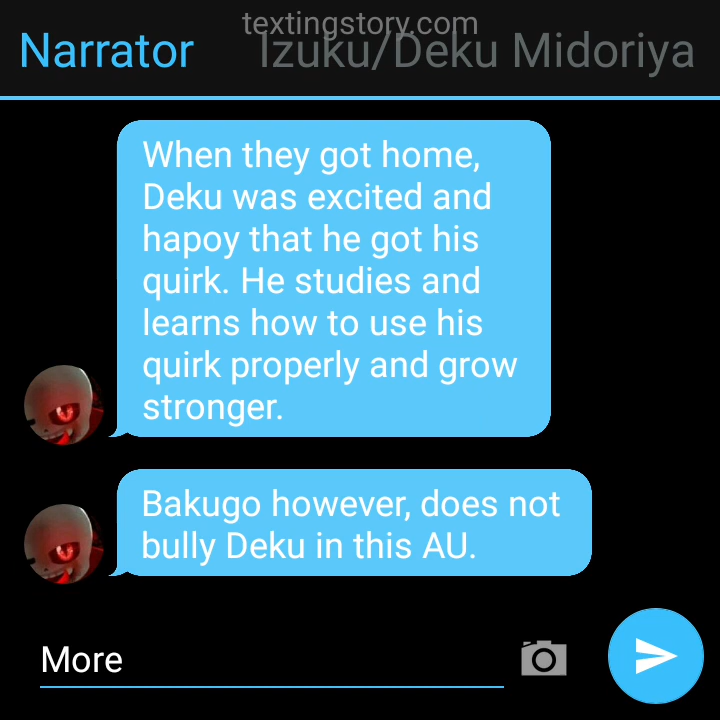 textingstory.com
Narrator
Izuku/Deku Midoriya
When they got home,
Deku was excited and
hapoy that he got his
quirk. He studies and
learns how to use his
quirk properly and grow
stronger.
Bakugo however, does not
bully Deku in this AU.
More